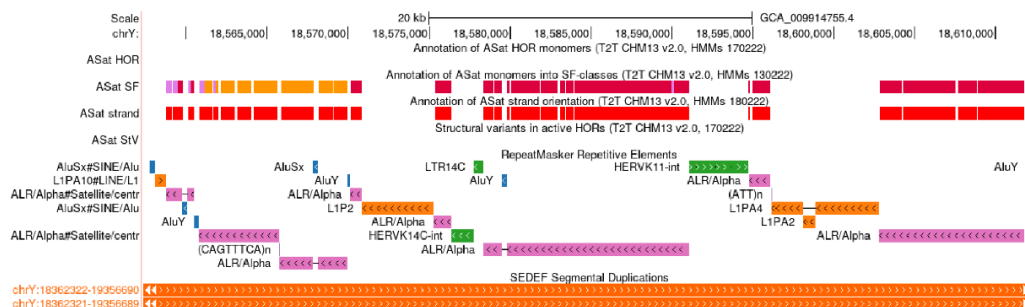 Scale 20 kb GCA_009914755.4
chrY: 18,565,000 18,570,000 18,575,000 18,580,000 18,585,000 18,590,000 18,595,000 18,600,000 18,605,000 18,610,000
Annotation of ASat HOR monomers (T2T CHM13 v2.0, HMMs 170222)
ASat HOR
Annotation of ASat monomers into SF-classes (T2T CHM13 v2.0, HMMs 130222)
ASat SF
Annotation of ASat strand orientation (T2T CHM13 v2.0, HMMs 180222)
ASat strand
Structural variants in active HORs (T2T CHM13 v2.0, 170222)
ASat StV
RepeatMasker Repetitive Elements
AluSx#SINE/Alu AluSx LTR14C HERVK11-int AluY
L1PA10#LINE/L1 AluY AluY ALR/Alpha
ALR/Alpha#Satellite/centr ALR/Alpha (ATT)n
AluSx#SINE/Alu L1P2 L1PA4
AluY ALR/Alpha L1PA2
ALR/Alpha#Satellite/centr HERVK14C-int ALR/Alpha
(CAGTTTCA)n ALR/Alpha
ALR/Alpha
SEDEF Segmental Duplications
chrY:18362322-19356690
chrY:18362321-19356689